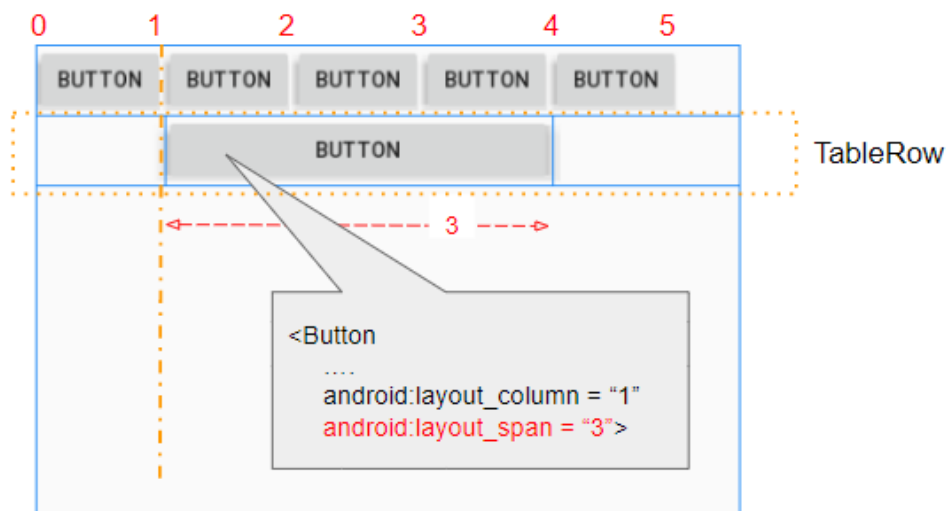 0 1 2 3 4 5
BUTTON BUTTON BUTTON BUTTON BUTTON
BUTTON
TableRow
3
<Button
....
android:layout_column = “1”
android:layout_span = “3”>